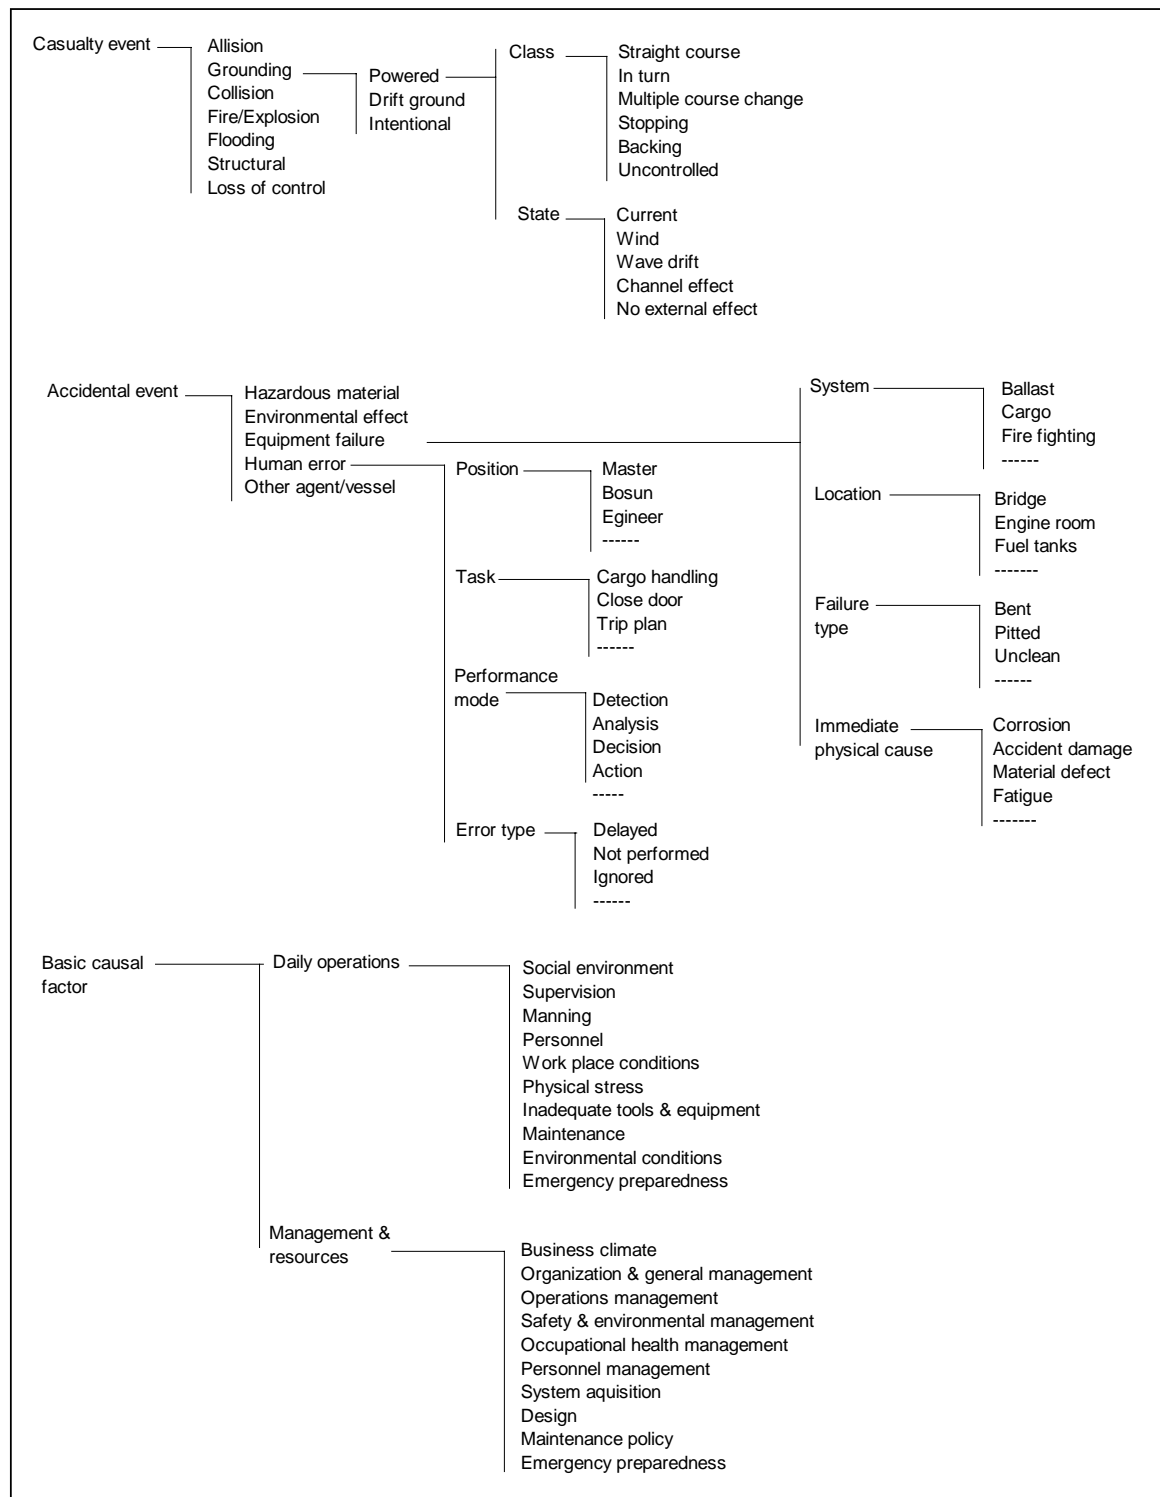 Casualty event
Allision
Grounding
Collision
Fire/Explosion
Flooding
Structural
Loss of control
Powered
Drift ground
Intentional
Class
Straight course
In turn
Multiple course change
Stopping
Backing
Uncontrolled
State
Current
Wind
Wave drift
Channel effect
No external effect
Accidental event
Hazardous material
Environmental effect
Equipment failure
Human error
Other agent/vessel
Position
Master
Bosun
Egineer
------
Task
Cargo handling
Close door
Trip plan
------
Performance
mode
Detection
Analysis
Decision
Action
-----
Error type
Delayed
Not performed
Ignored
------
System
Ballast
Cargo
Fire fighting
------
Location
Bridge
Engine room
Fuel tanks
-------
Failure
type
Bent
Pitted
Unclean
------
Immediate
physical cause
Corrosion
Accident damage
Material defect
Fatigue
-------
Basic causal
factor
Daily operations
Social environment
Supervision
Manning
Personnel
Work place conditions
Physical stress
Inadequate tools & equipment
Maintenance
Environmental conditions
Emergency preparedness
Management &
resources
Business climate
Organization & general management
Operations management
Safety & environmental management
Occupational health management
Personnel management
System aquisition
Design
Maintenance policy
Emergency preparedness